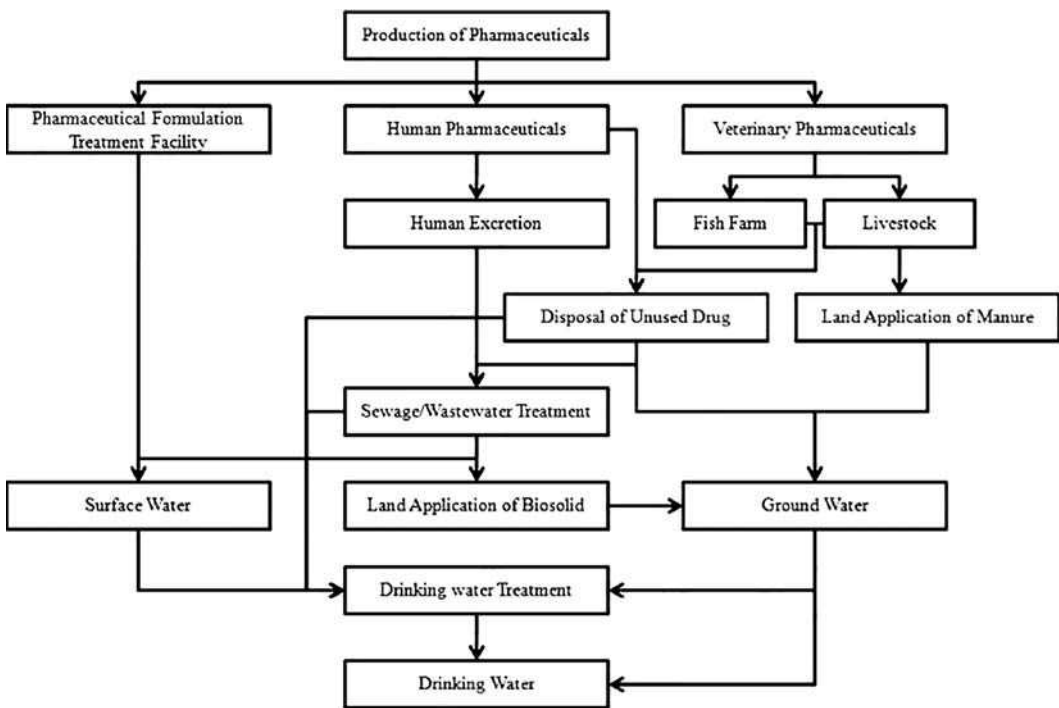 Production of Pharmaceuticals
Pharmaceutical Formulation
Treatment Facility
Human Pharmaceuticals
Veterinary Pharmaceuticals
Human Excretion
Fish Farm
Livestock
Disposal of Unused Drug
Land Application of Manure
Sewage/Wastewater Treatment
Surface Water
Land Application of Biosolid
Ground Water
Drinking water Treatment
Drinking Water